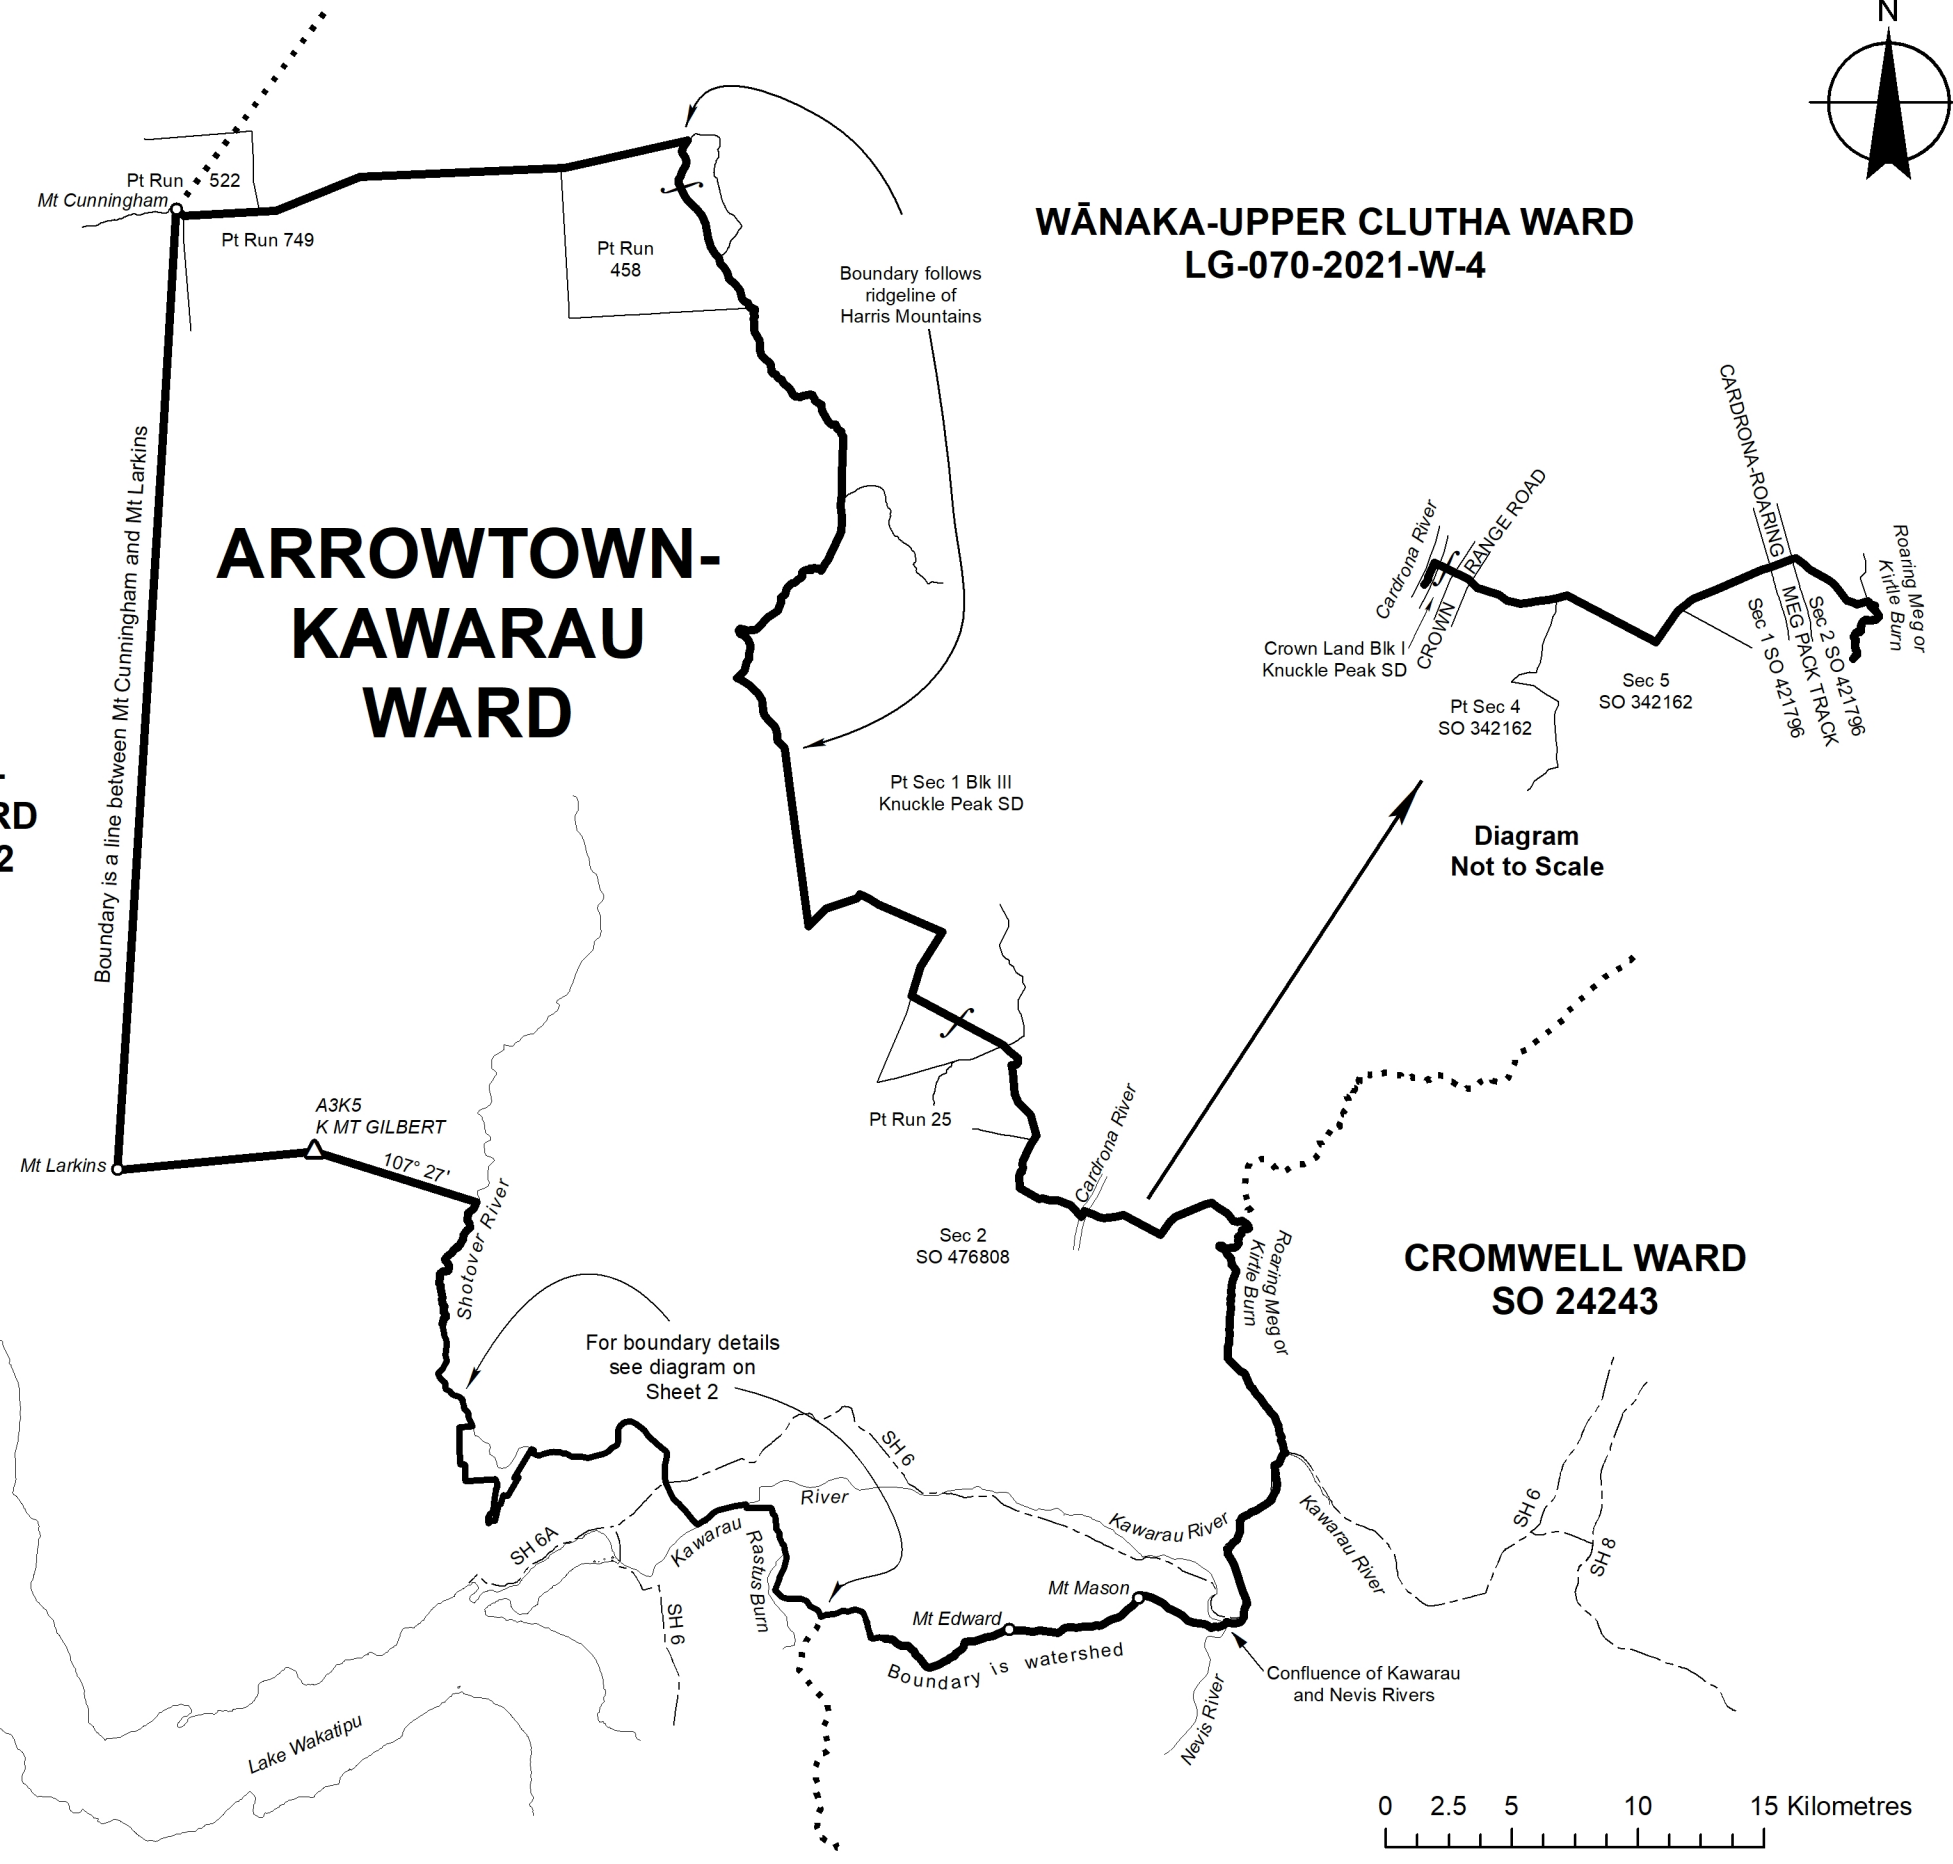 N
Pt Run 522
Mt Cunningham
Pt Run 749
Pt Run
458
WĀNAKA-UPPER CLUTHA WARD
LG-070-2021-W-4
Boundary follows
ridgeline of
Harris Mountains
Boundary is a line between Mt Cunningham and Mt Larkins
ARROWTOWN-
KAWARAU
WARD
RD
2
Cardrona River
CROWN RANGE ROAD
CARDRONA-ROARING MEG PACK TRACK
Roaring Meg or
Kirtle Burn
Crown Land Blk I
Knuckle Peak SD
Pt Sec 4
SO 342162
Sec 5
SO 342162
Sec 1 SO 421796
Sec 2 SO 421796
Diagram
Not to Scale
Pt Sec 1 Blk III
Knuckle Peak SD
A3K5
K MT GILBERT
107° 27'
Mt Larkins
Shotover River
Pt Run 25
Cardrona River
Sec 2
SO 476808
Roaring Meg or
Kirtle Burn
CROMWELL WARD
SO 24243
For boundary details
see diagram on
Sheet 2
SH 6
River
Kawarau
Kawarau River
Kawarau River
SH 6
SH 8
SH 6A
Rastus Burn
SH 6
Mt Mason
Mt Edward
Boundary is watershed
Confluence of Kawarau
and Nevis Rivers
Nevis River
Lake Wakatipu
0 2.5 5 10 15 Kilometres